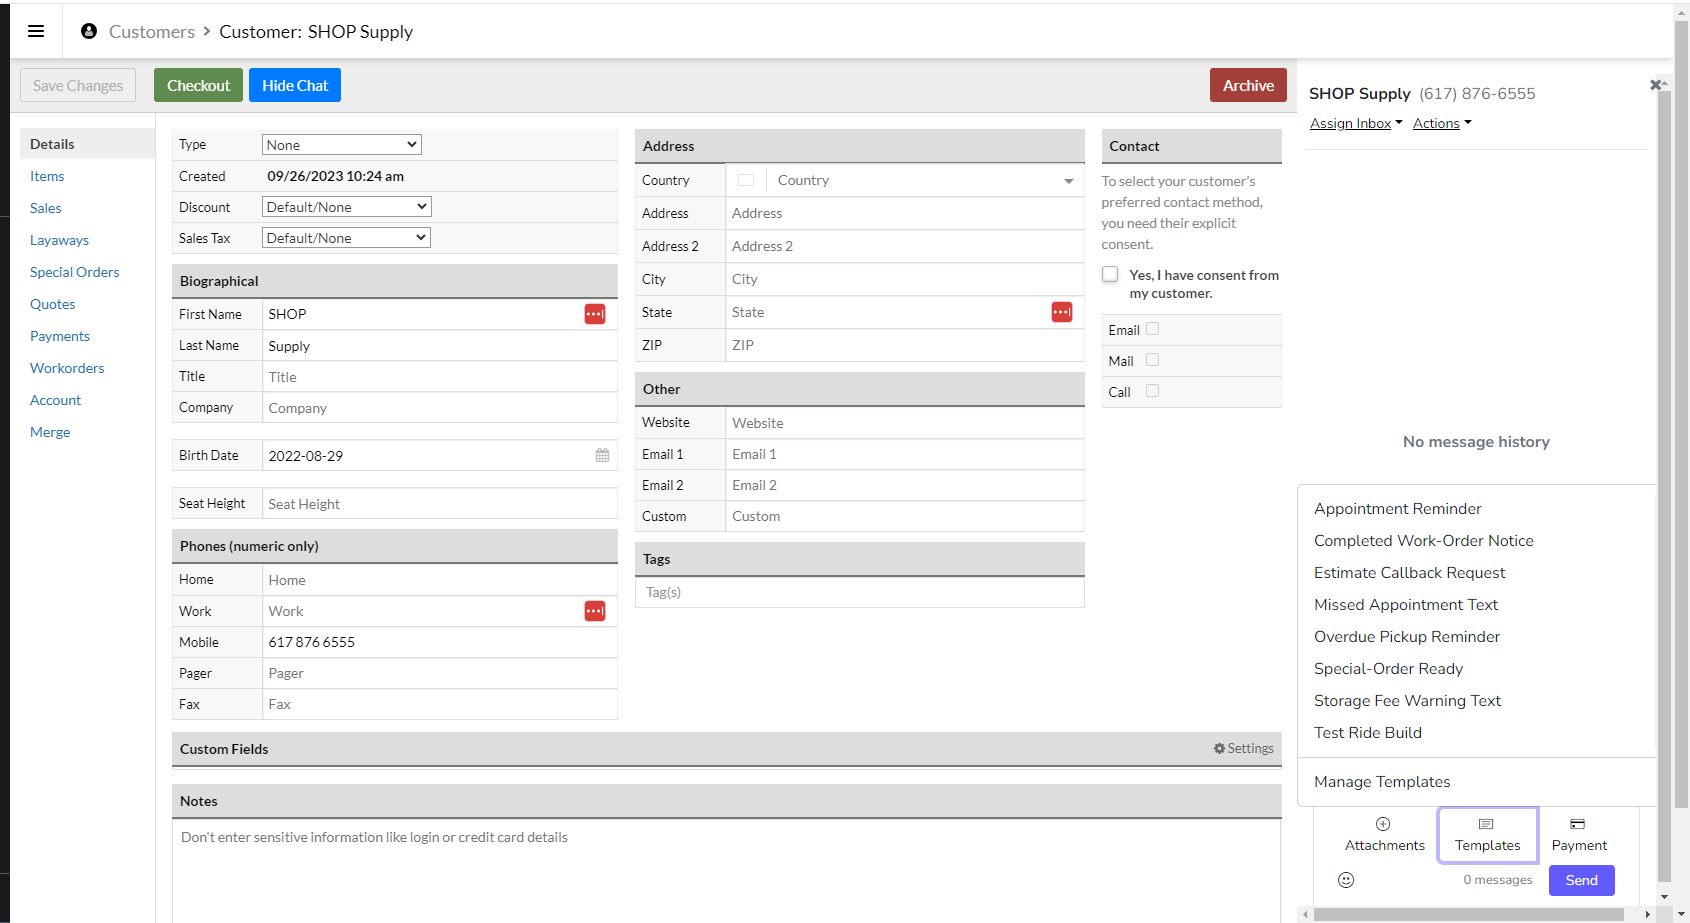 Customers > Customer: SHOP Supply
Save Changes
Checkout
Hide Chat
Archive
Details
Items
Sales
Layaways
Special Orders
Quotes
Payments
Workorders
Account
Merge
Type None
Created 09/26/2023 10:24 am
Discount Default/None
Sales Tax Default/None
Biographical
First Name SHOP
Last Name Supply
Title Title
Company Company
Birth Date 2022-08-29
Seat Height Seat Height
Phones (numeric only)
Home Home
Work Work
Mobile 617 876 6555
Pager Pager
Fax Fax
Address
Country Country
Address Address
Address 2 Address 2
City City
State State
ZIP ZIP
Other
Website Website
Email 1 Email 1
Email 2 Email 2
Custom Custom
Tags
Tag(s)
Contact
To select your customer's
preferred contact method,
you need their explicit
consent.
Yes, I have consent from
my customer.
Email
Mail
Call
Custom Fields
Settings
Notes
Don't enter sensitive information like login or credit card details
SHOP Supply (617) 876-6555
Assign Inbox Actions
No message history
Appointment Reminder
Completed Work-Order Notice
Estimate Callback Request
Missed Appointment Text
Overdue Pickup Reminder
Special-Order Ready
Storage Fee Warning Text
Test Ride Build
Manage Templates
Attachments Templates Payment
0 messages Send